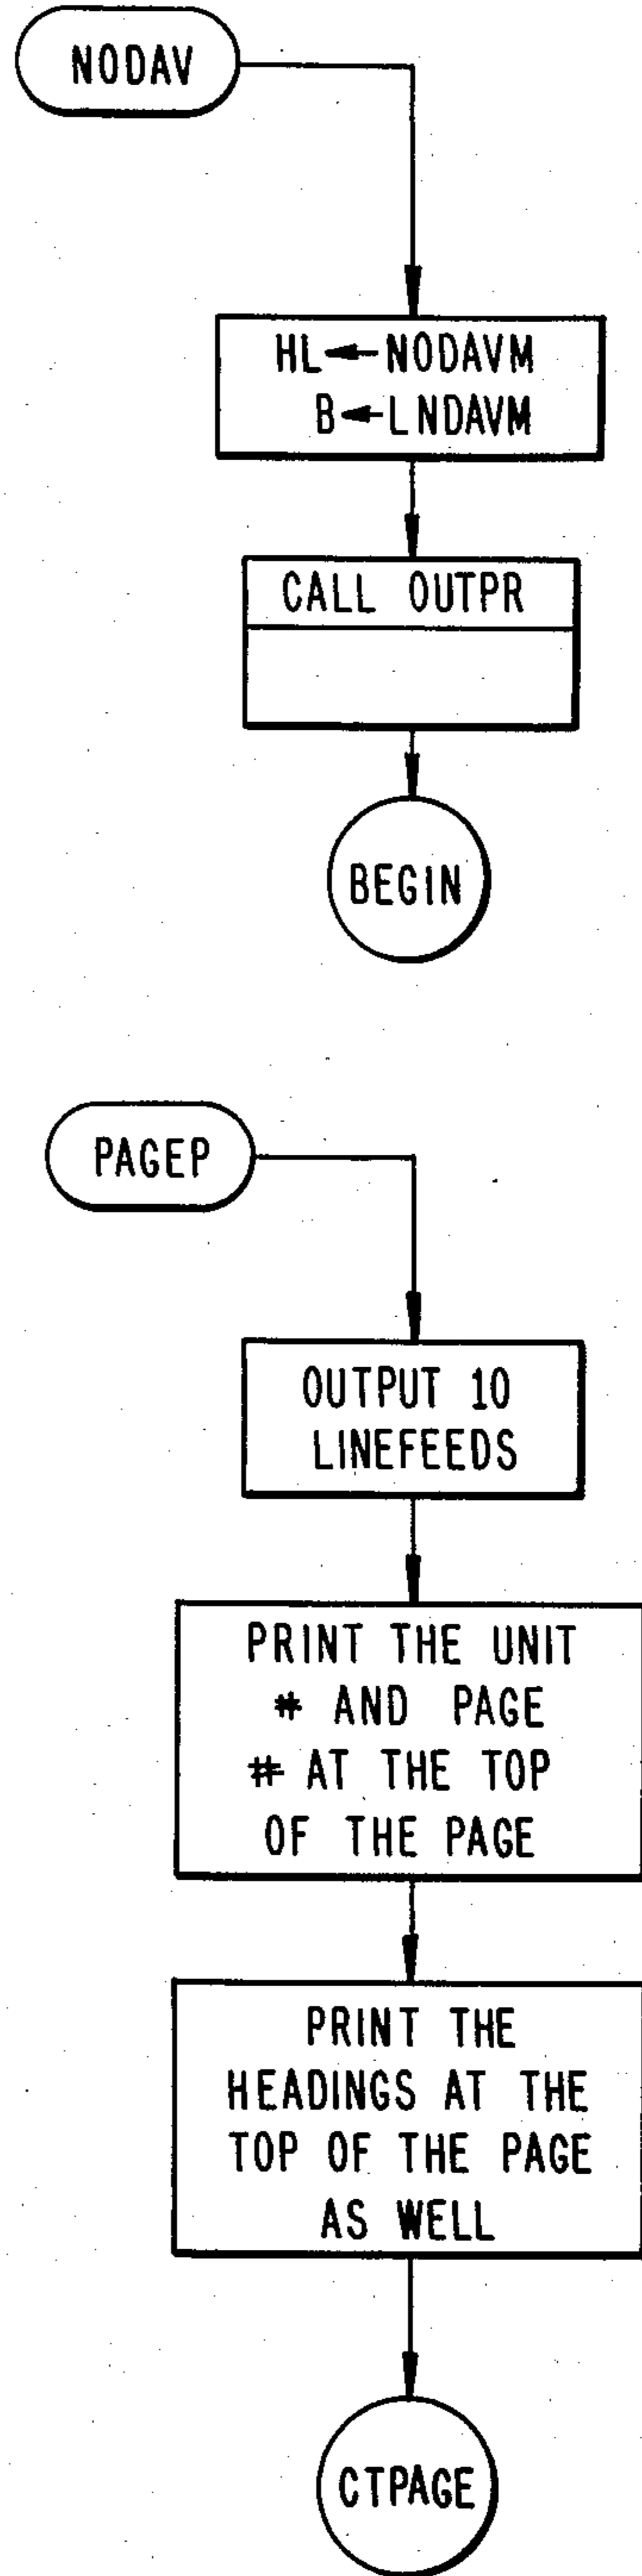 NODAV
HL←NODAVM
B←LNDAVM
CALL OUTPR
BEGIN
PAGEP
OUTPUT 10
LINEFEEDS
PRINT THE UNIT
# AND PAGE
# AT THE TOP
OF THE PAGE
PRINT THE
HEADINGS AT THE
TOP OF THE PAGE
AS WELL
CTPAGE